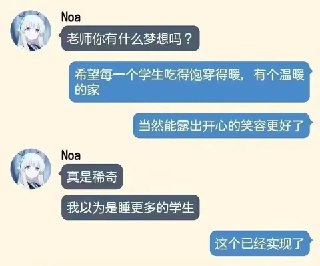 Noa
老师你有什么梦想吗？
希望每一个学生吃得饱穿得暖，有个温暖
的家
当然能露出开心的笑容更好了
Noa
真是稀奇
我以为是睡更多的学生
这个已经实现了